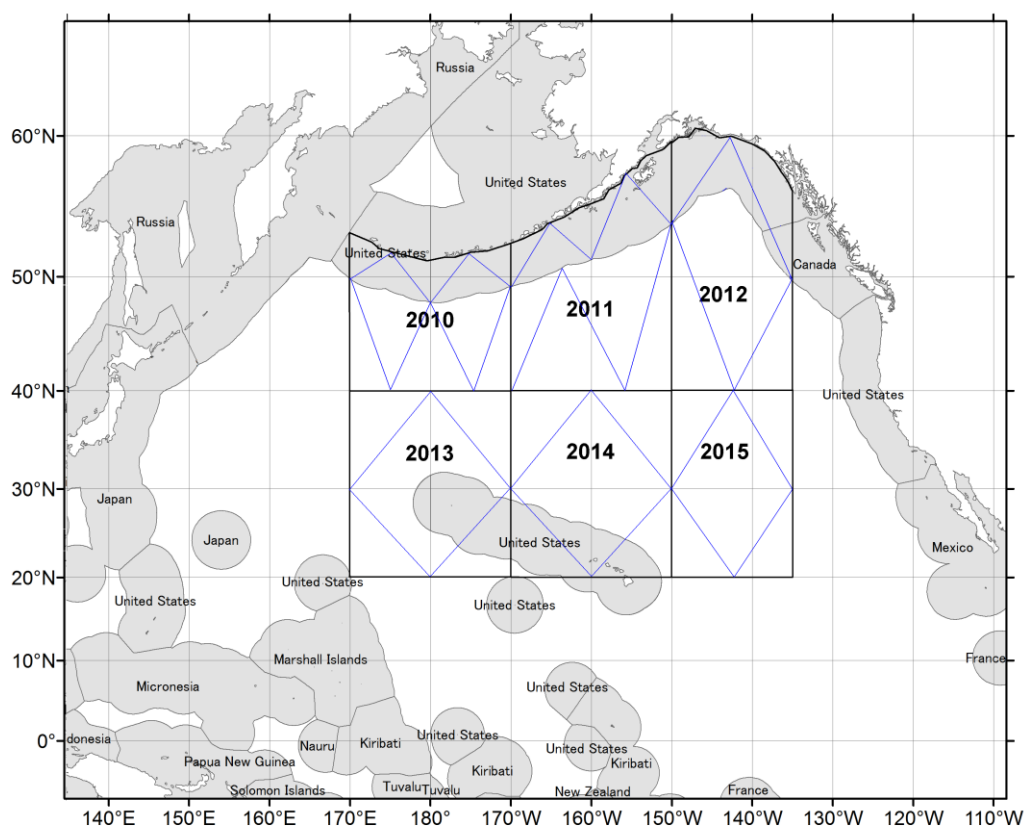 Russia
60°N
United States
Russia
United States
Canada
50°N
2012
2011
2010
40°N
United States
2013
2014
2015
30°N
Japan
Japan
United States
Mexico
United States
20°N
United States
United States
10°N
Marshall Islands
France
Micronesia
United States
0°
donesia
Nauru
Kiribati
United States
United States
Papua New Guinea
Kiribati
Kiribati
Solomon Islands
Tuvalu
Tuvalu
New Zealand
France
140°E 150°E 160°E 170°E 180° 170°W 160°W 150°W 140°W 130°W 120°W 110°W